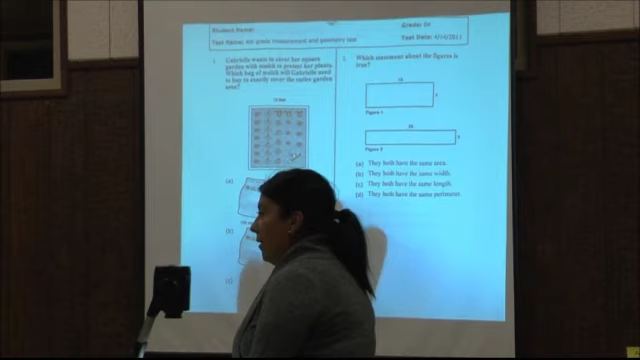 Student Name:
Grade: 04
Test Name: 4th grade measurement and geometry test
Test Date: 4/14/2011
1. Gabrielle wants to cover her square
garden with mulch to protect her plants.
Which bag of mulch will Gabrielle need
to buy to exactly cover the entire garden
area?
(a)
(b)
(c)
2. Which statement about the figures is
true?
Figure 1
Figure 2
(a) They both have the same area.
(b) They both have the same width.
(c) They both have the same length.
(d) They both have the same perimeter.